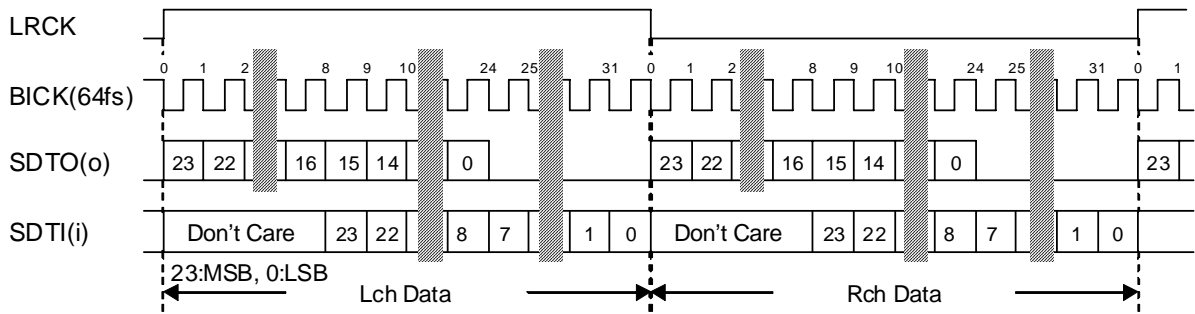 LRCK
0 1 2 8 9 10 24 25 31 0 1 2 8 9 10 24 25 31 0 1
BICK(64fs)
SDTO(o) 23 22 16 15 14 0 23 22 16 15 14 0 23
SDTI(i) Don't Care 23 22 8 7 1 0 Don't Care 23 22 8 7 1 0
23:MSB, 0:LSB
Lch Data Rch Data